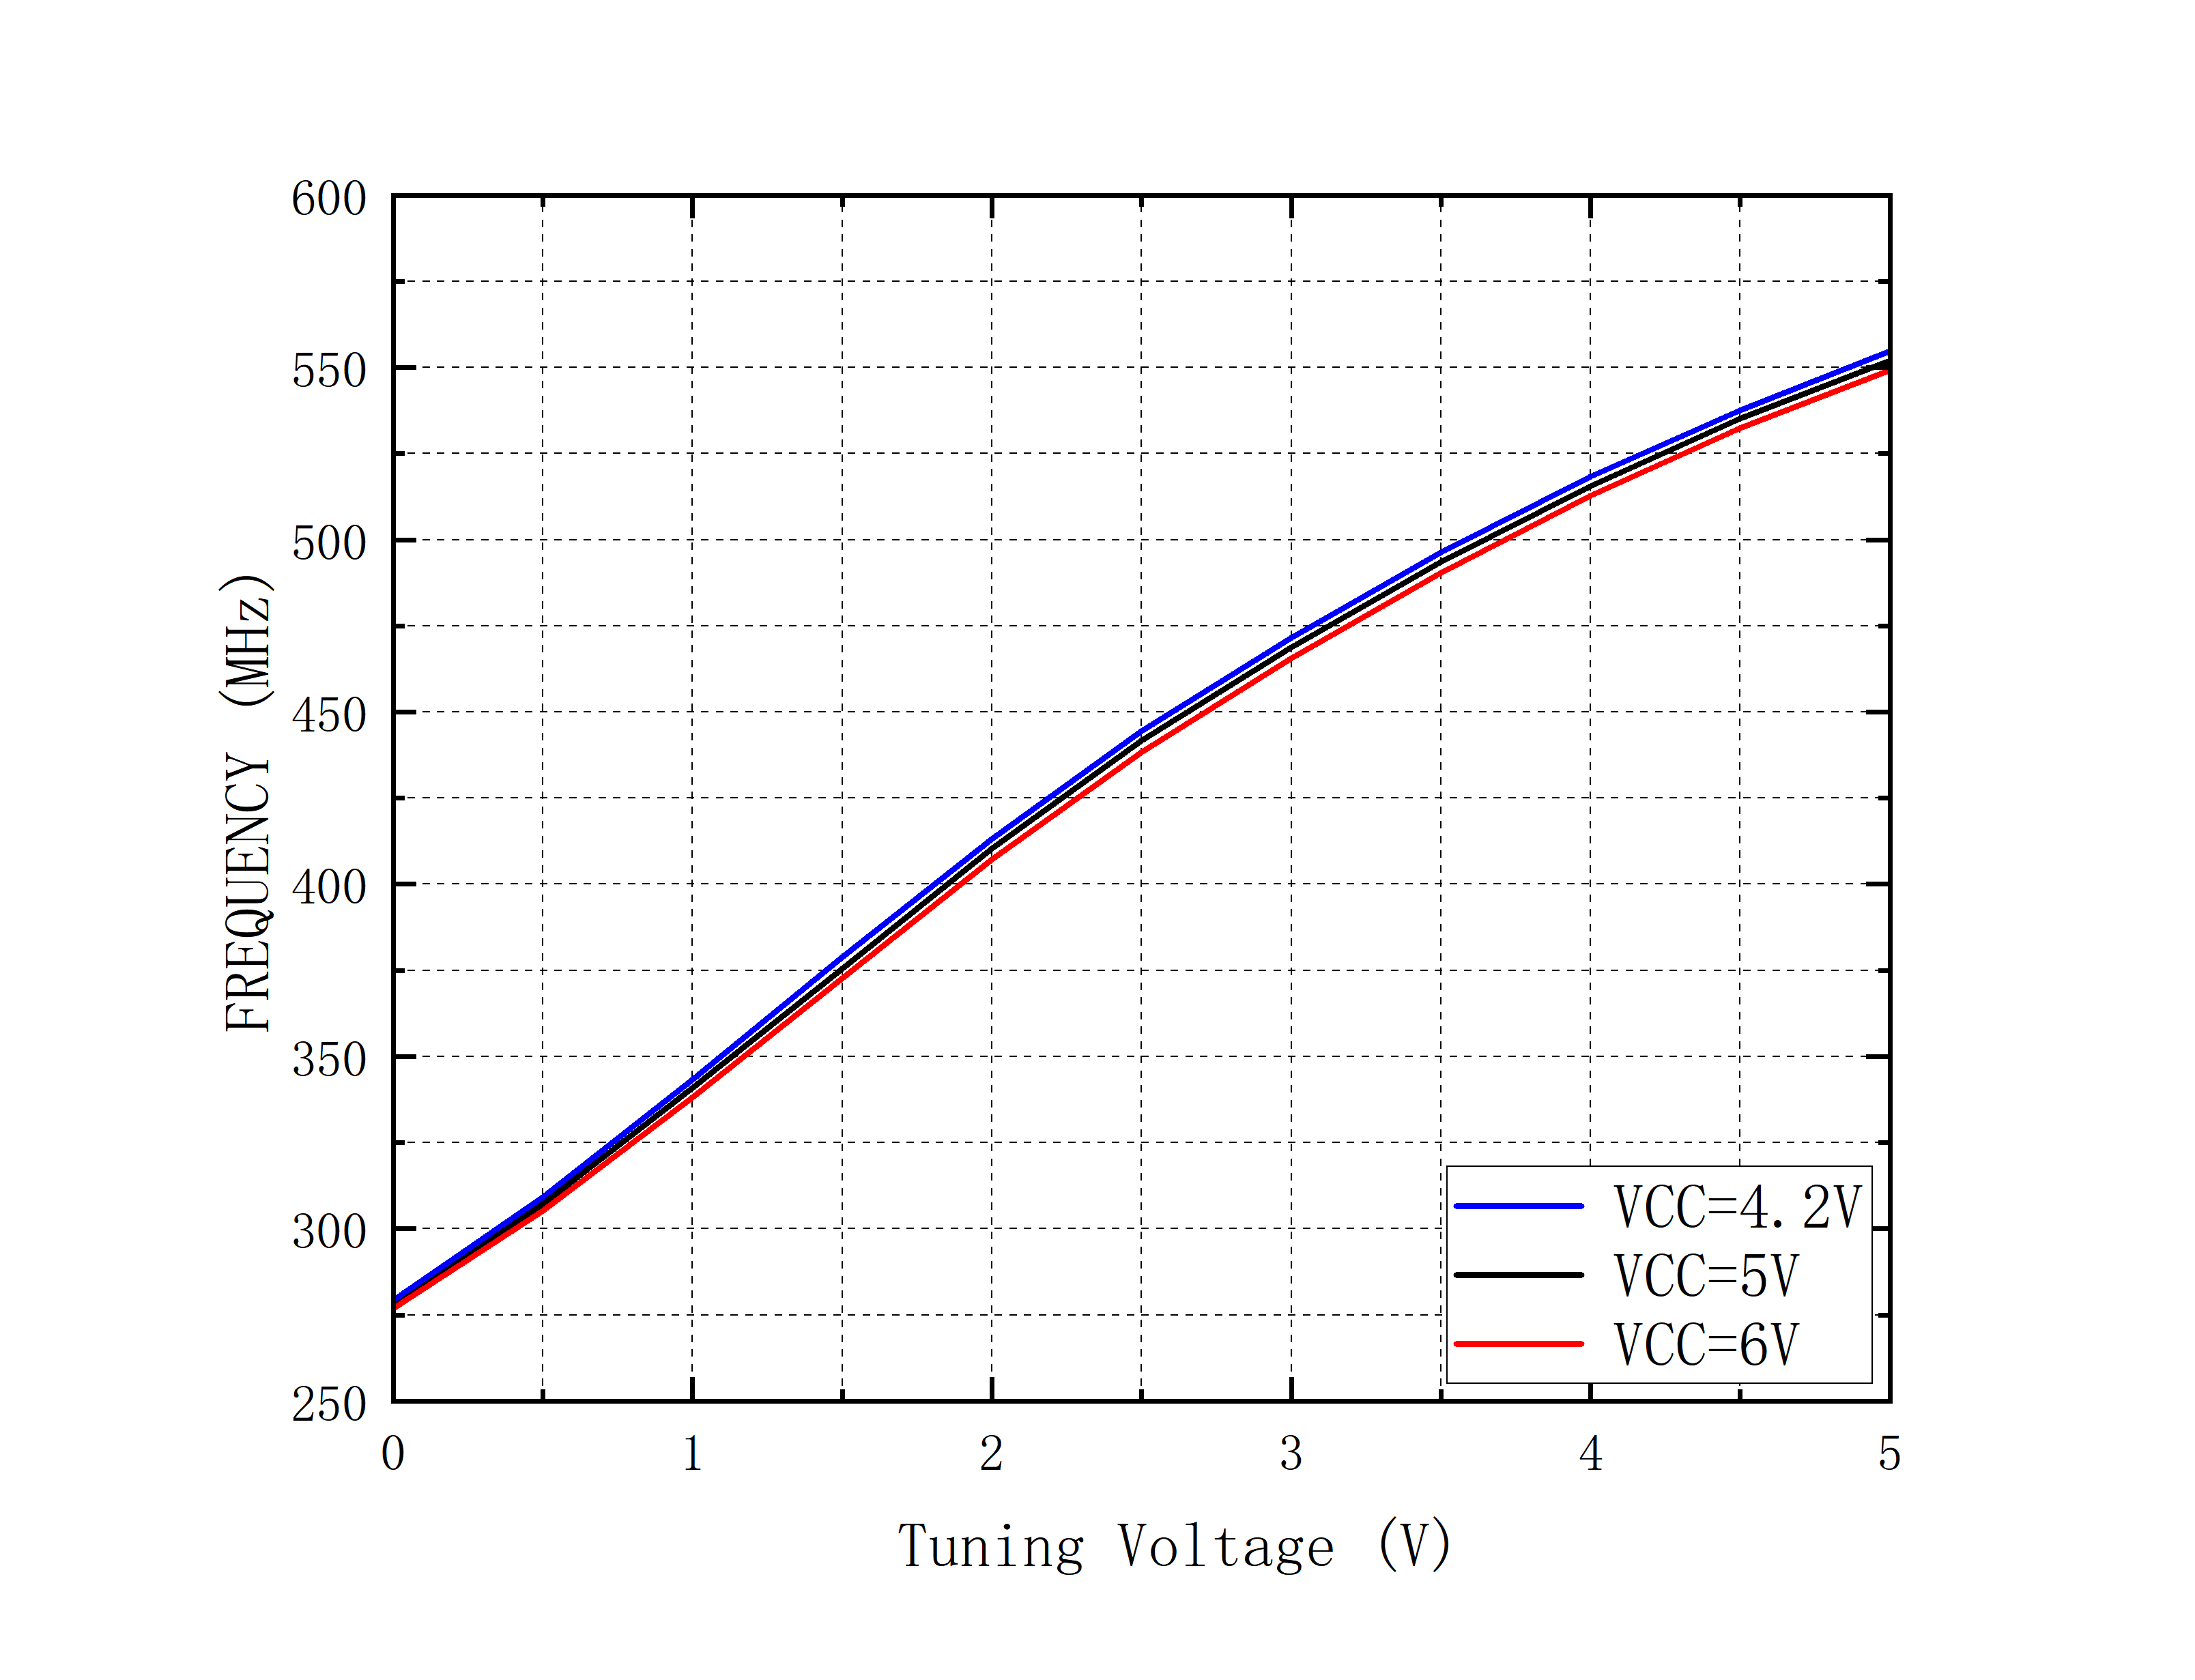 600
550
500
450
400
350
300
250
FREQUENCY (MHz)
VCC=4.2V
VCC=5V
VCC=6V
0 1 2 3 4 5
Tuning Voltage (V)